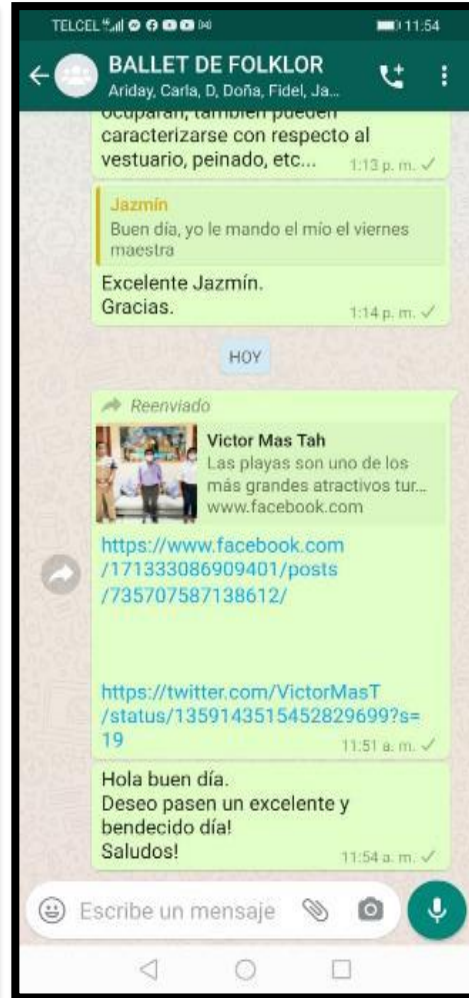 TELCEL 11:54
BALLET DE FOLKLOR
Ariday, Carla, D, Doña, Fidel, Ja...
ocuparán, también pueden
caracterizarse con respecto al
vestuario, peinado, etc... 1:13 p. m.
Jazmín
Buen día, yo le mando el mío el viernes
maestra
Excelente Jazmín.
Gracias. 1:14 p. m.
HOY
Reenviado
Victor Mas Tah
Las playas son uno de los
más grandes atractivos tur...
www.facebook.com
https://www.facebook.com
/171333086909401/posts
/735707587138612/
https://twitter.com/VictorMasT
/status/1359143515452829699?s=
19 11:51 a. m.
Hola buen día.
Deseo pasen un excelente y
bendecido día!
Saludos! 11:54 a. m.
Escribe un mensaje